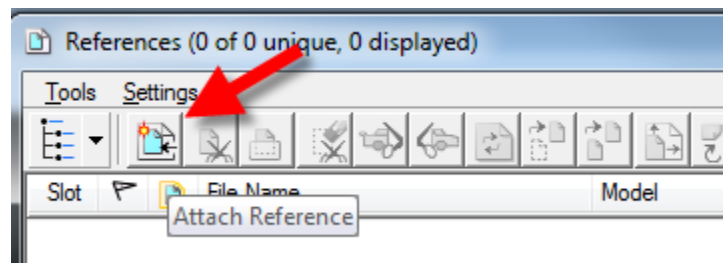 References (0 of 0 unique, 0 displayed)
Tools Settings
Slot File Name Model
Attach Reference